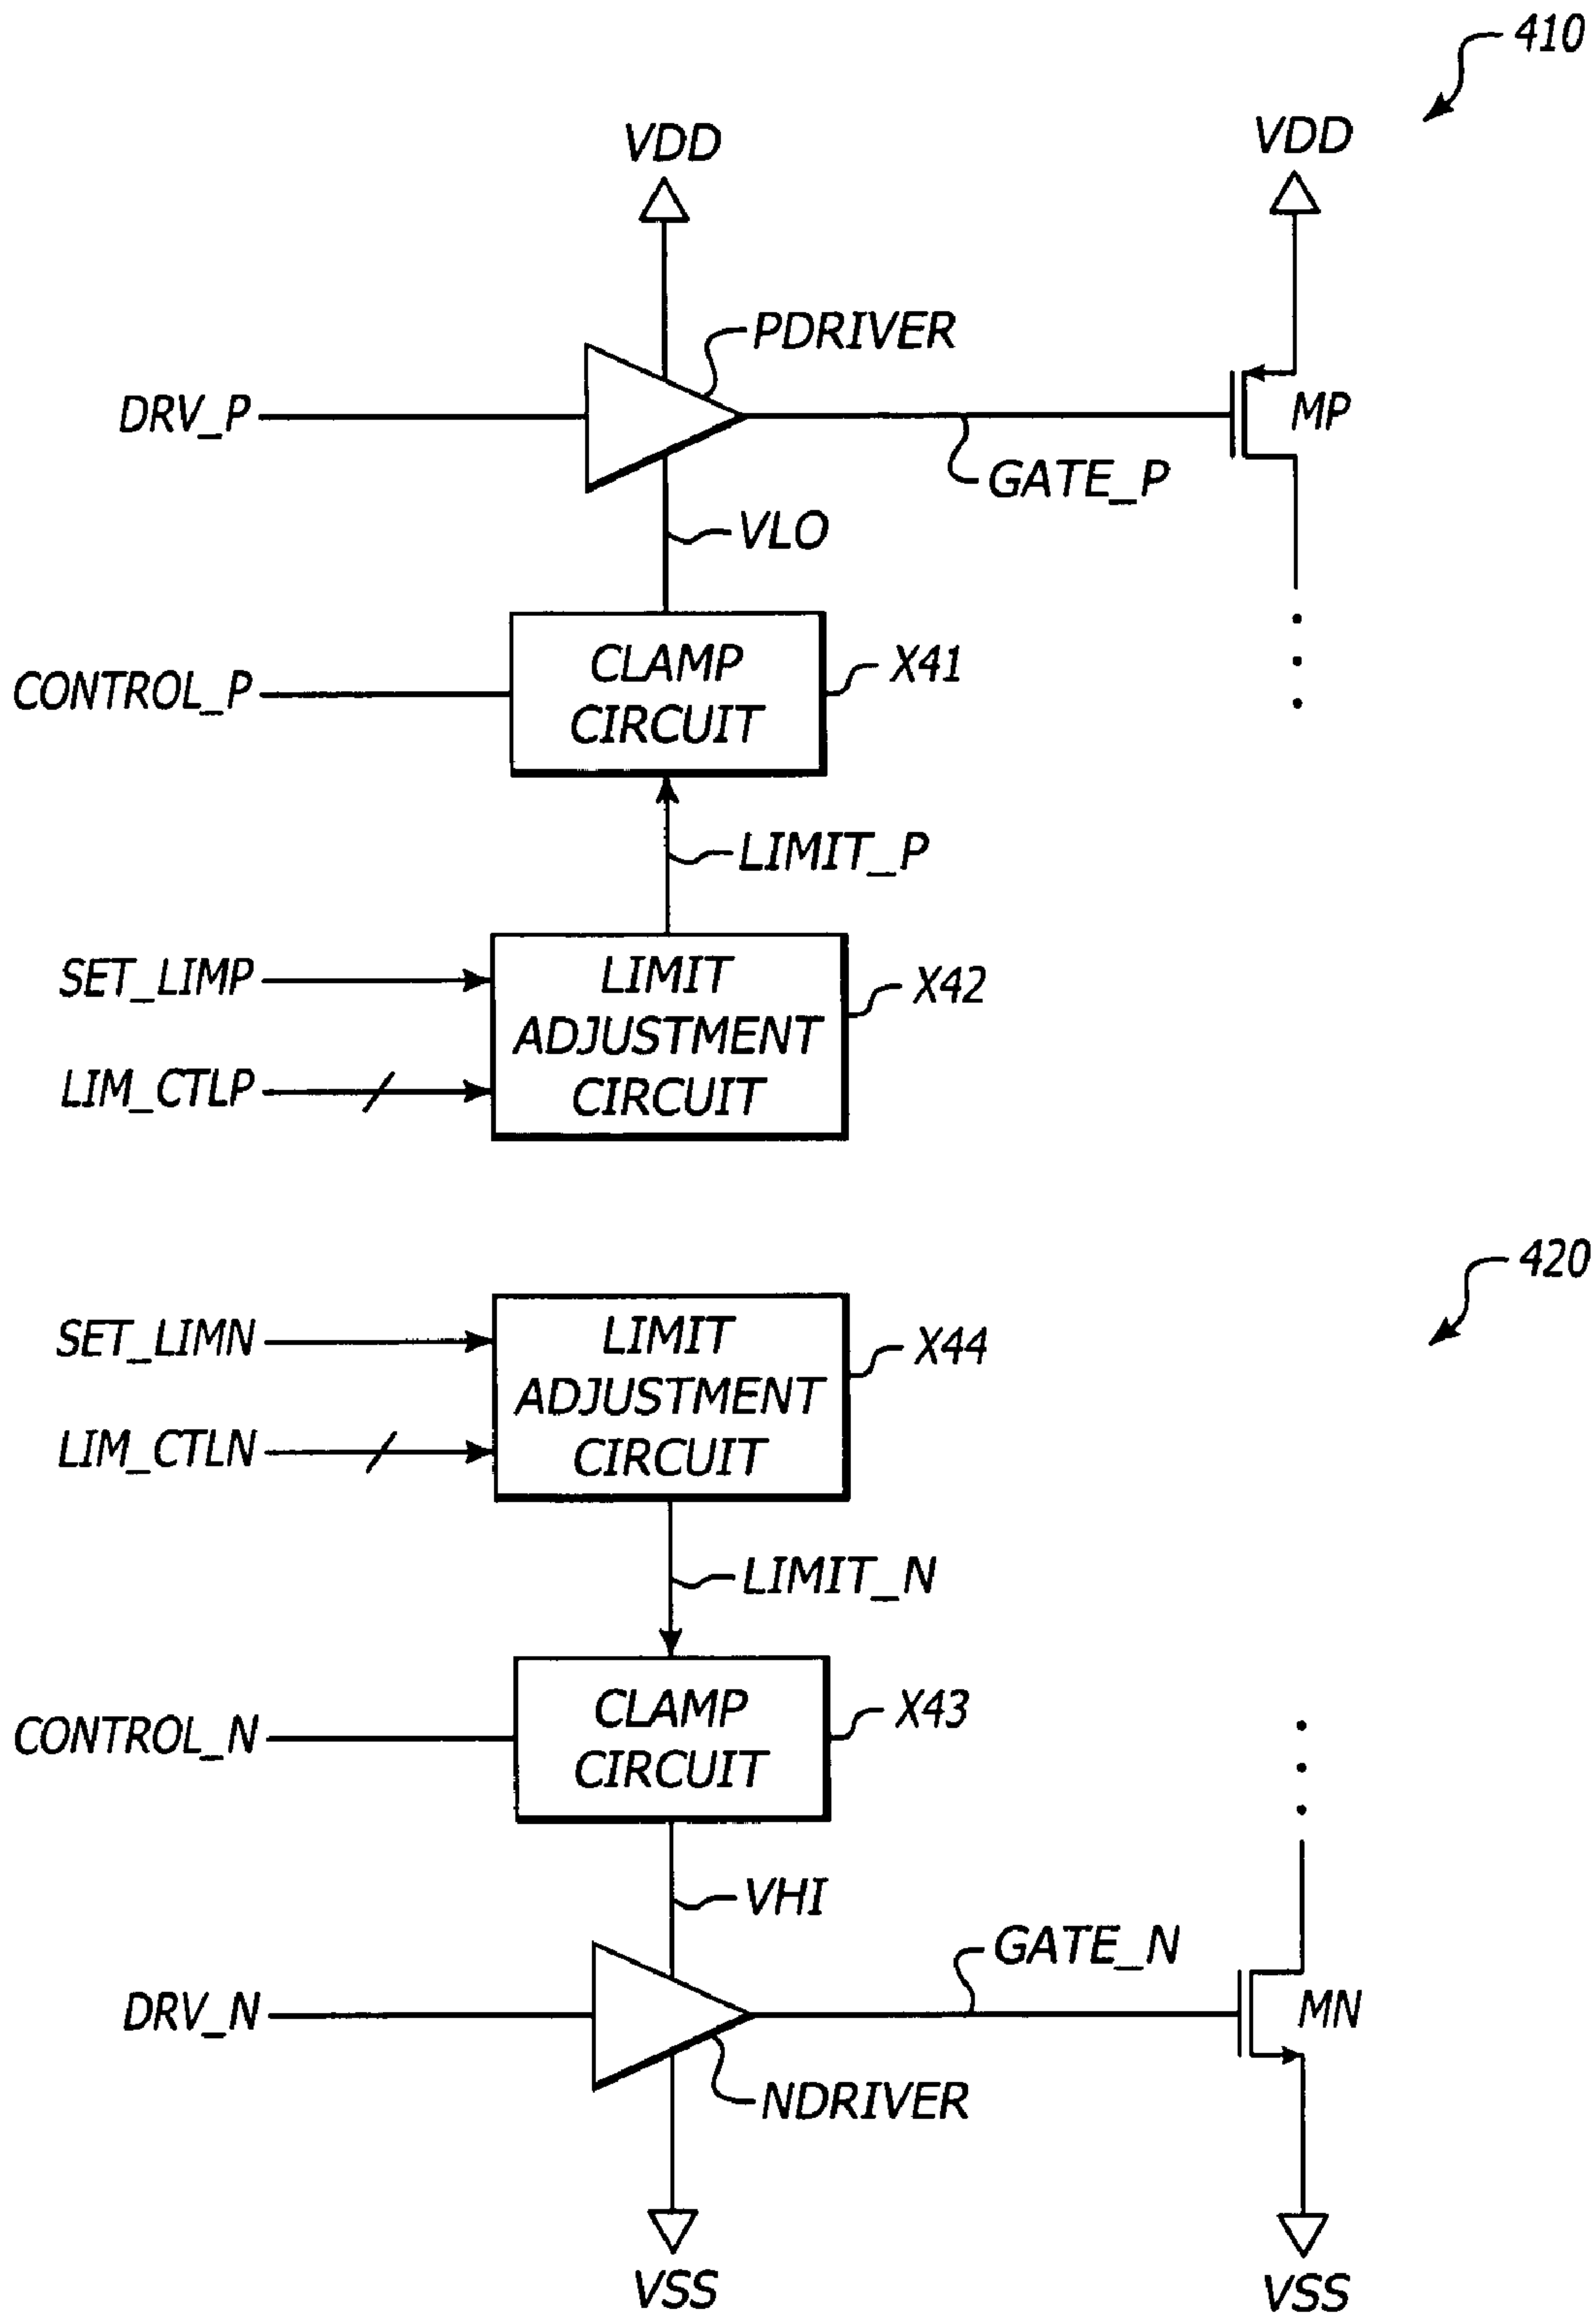 410
VDD
VDD
PDRIVER
DRV_P
MP
GATE_P
VLO
CLAMP
CIRCUIT
X41
CONTROL_P
LIMIT_P
SET_LIMP
LIM_CTLP
LIMIT
ADJUSTMENT
CIRCUIT
X42
420
SET_LIMN
LIM_CTLN
LIMIT
ADJUSTMENT
CIRCUIT
X44
LIMIT_N
CONTROL_N
CLAMP
CIRCUIT
X43
VHI
GATE_N
DRV_N
MN
NDRIVER
VSS
VSS